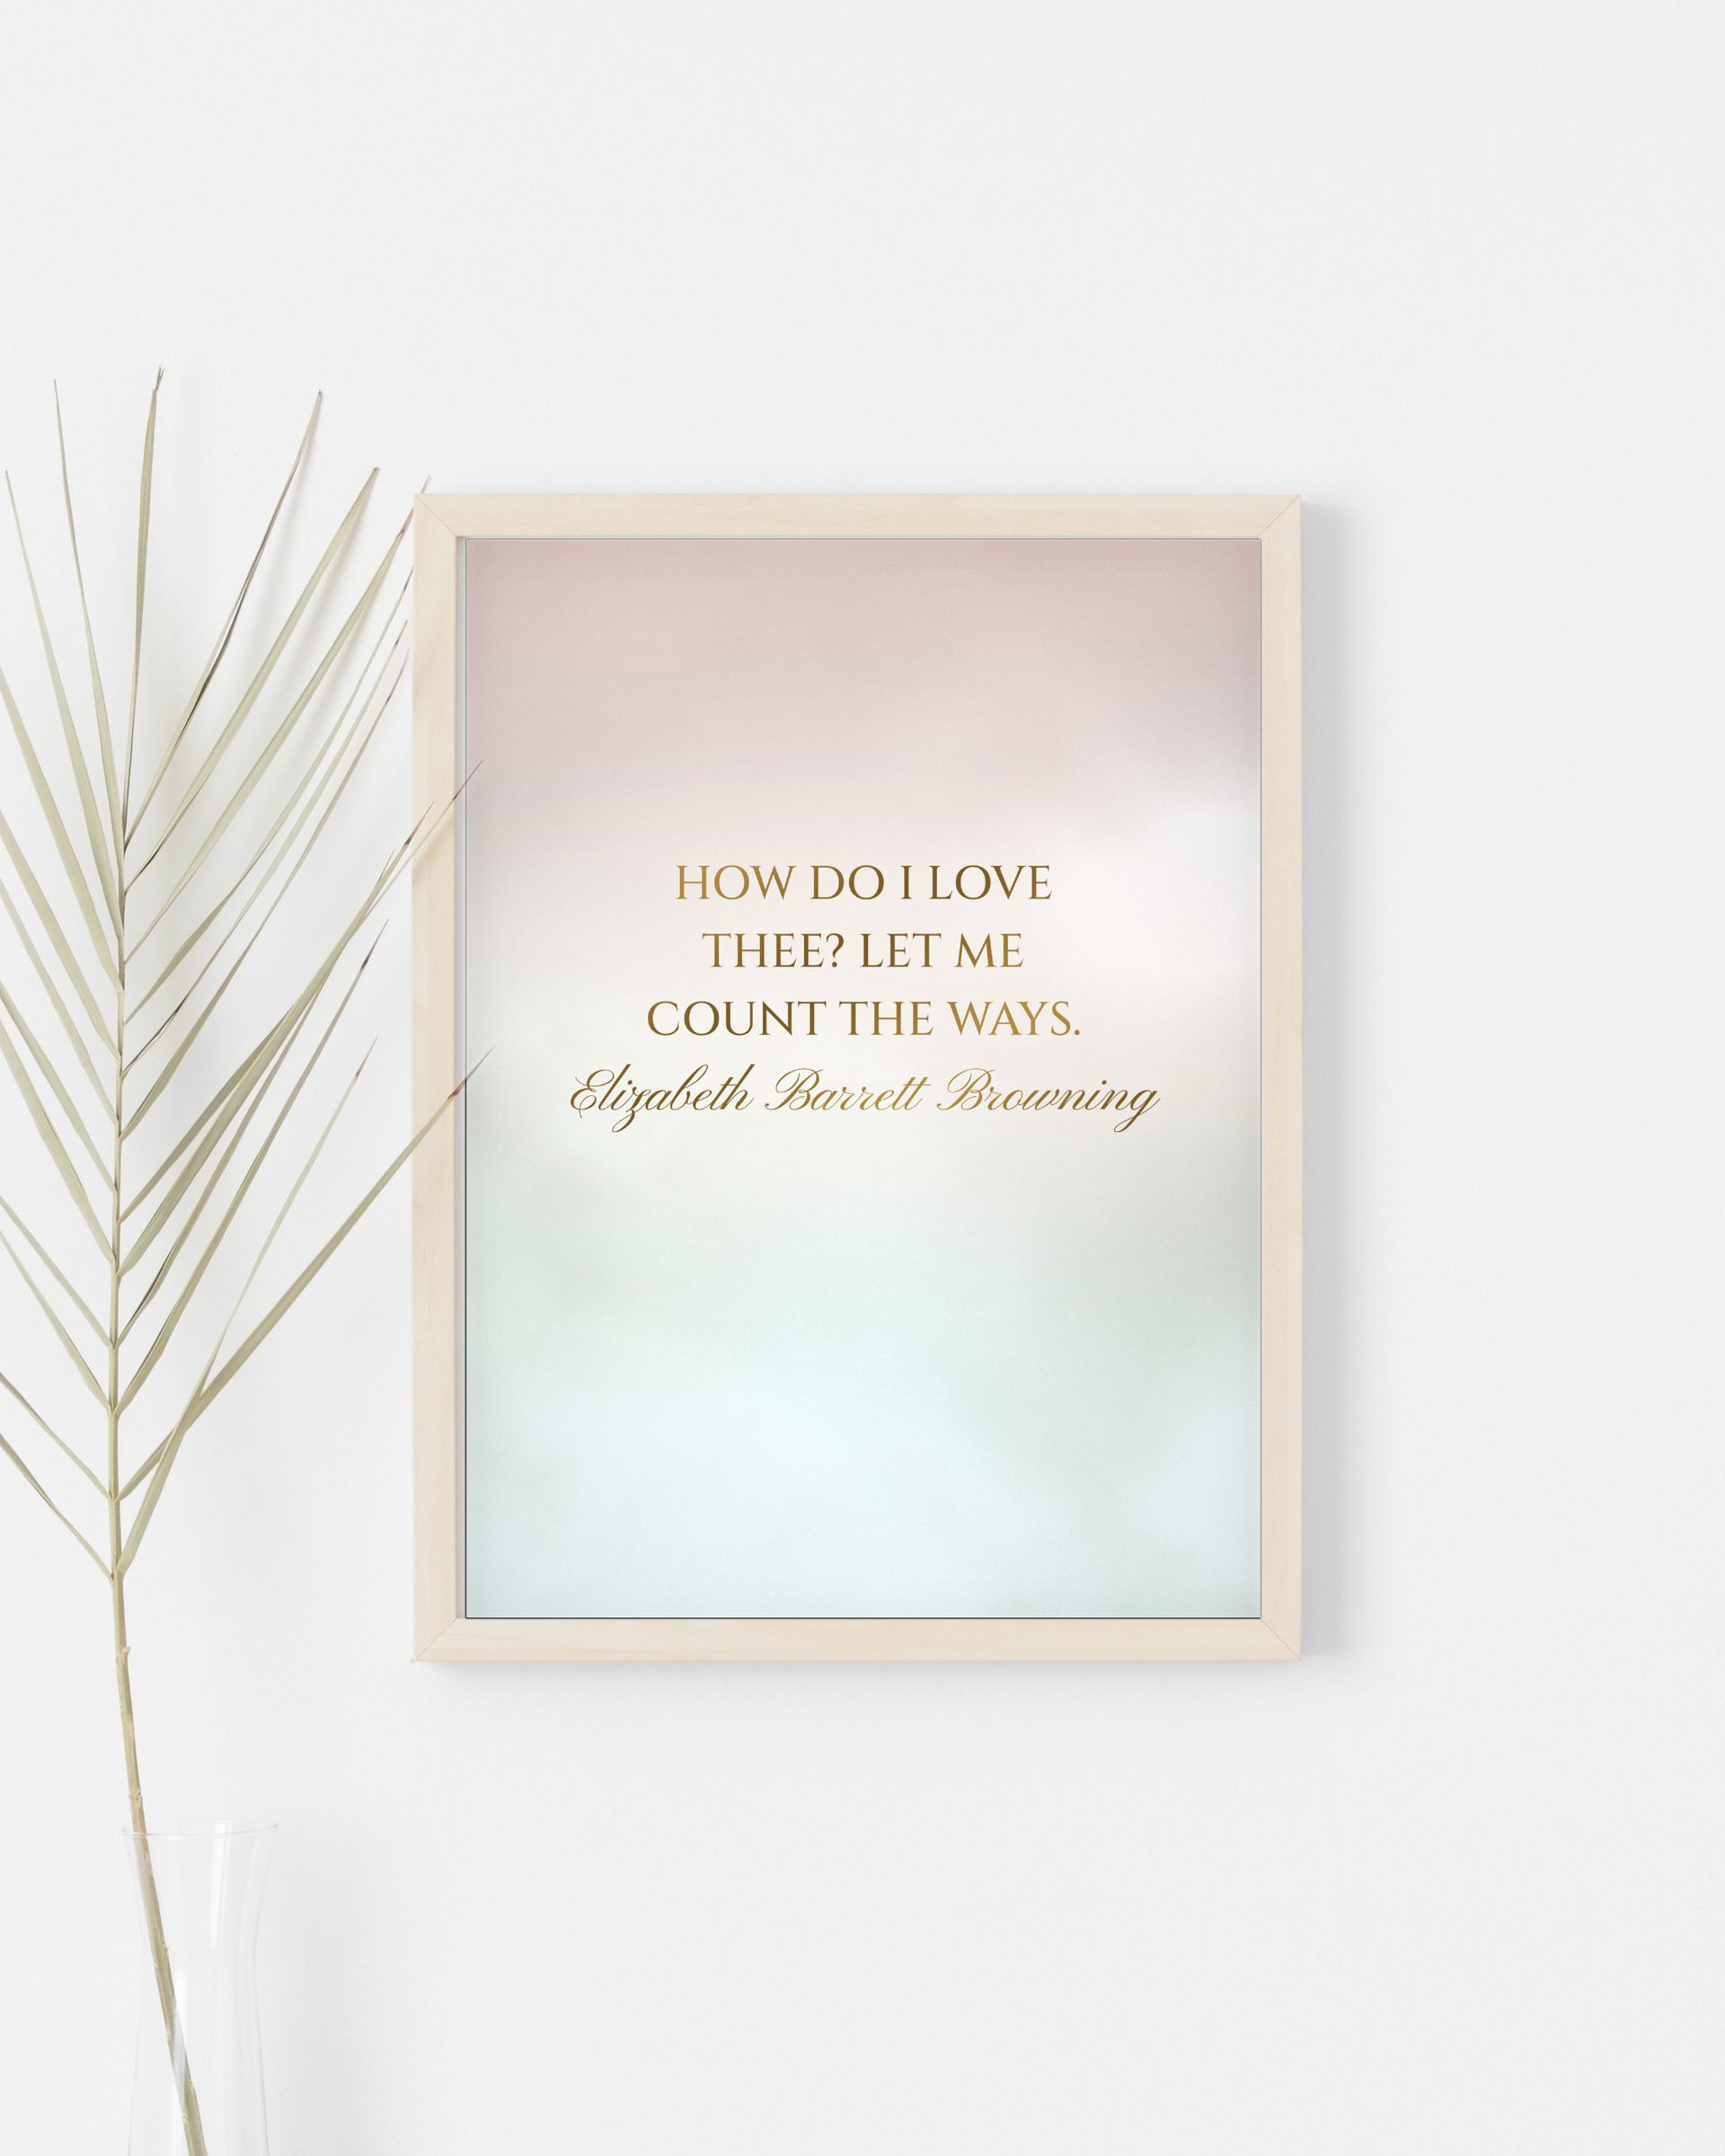 HOW DO I LOVE
THEE? LET ME
COUNT THE WAYS.
Elizabeth Barrett Browning